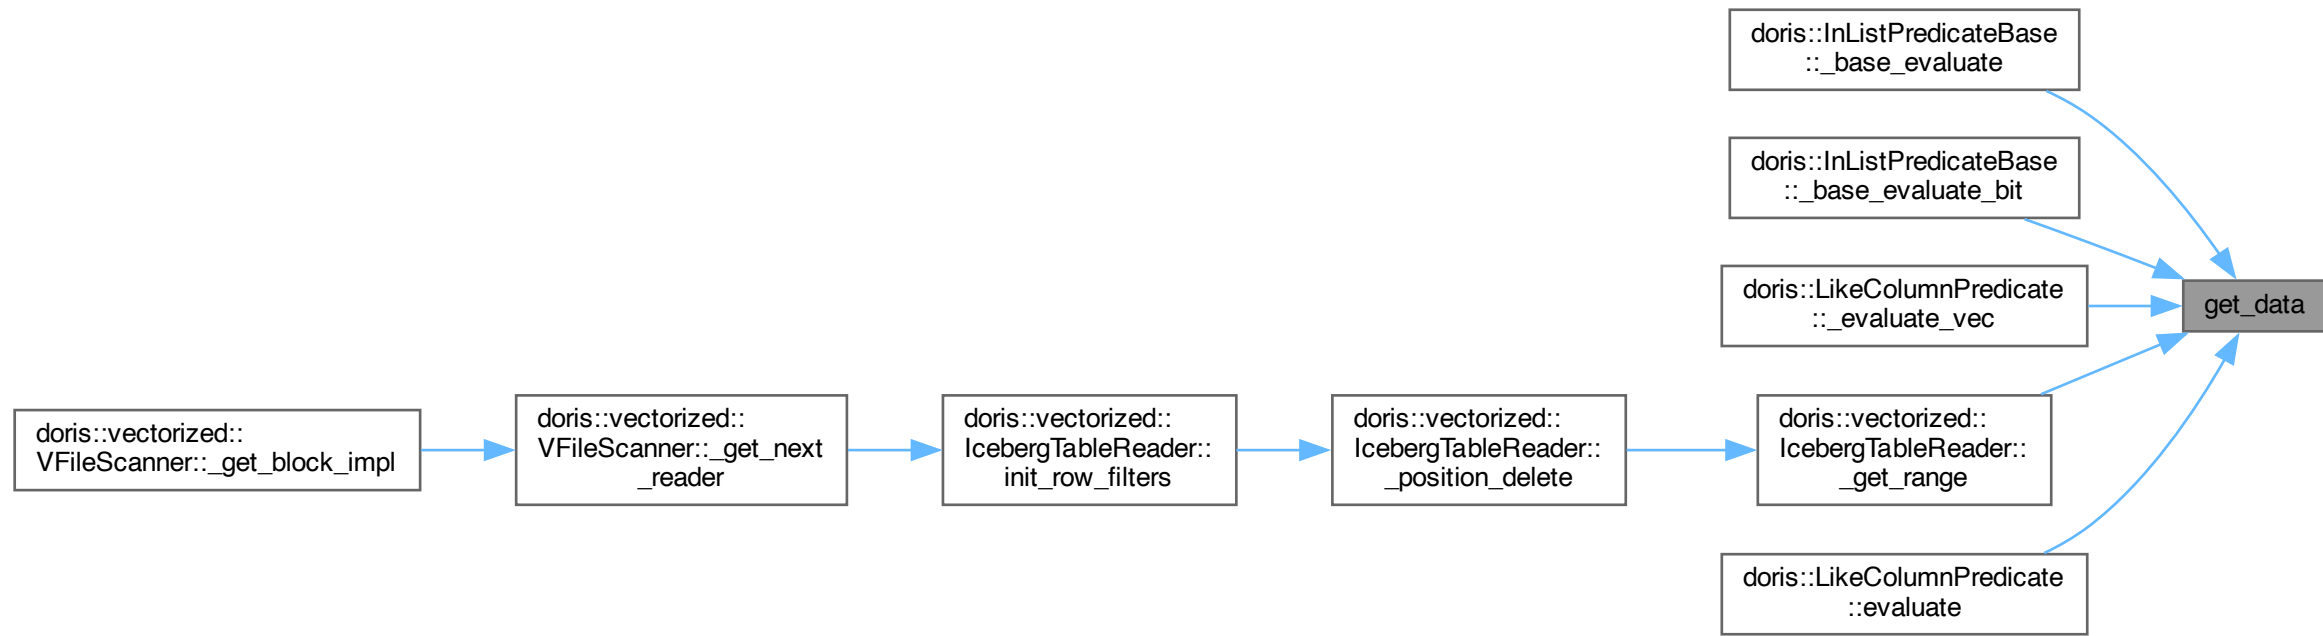 doris::InListPredicateBase
::_base_evaluate
doris::InListPredicateBase
::_base_evaluate_bit
doris::LikeColumnPredicate
::_evaluate_vec
get_data
doris::vectorized::
VFileScanner::_get_block_impl
doris::vectorized::
VFileScanner::_get_next
_reader
doris::vectorized::
IcebergTableReader::
init_row_filters
doris::vectorized::
IcebergTableReader::
_position_delete
doris::vectorized::
IcebergTableReader::
_get_range
doris::LikeColumnPredicate
::evaluate